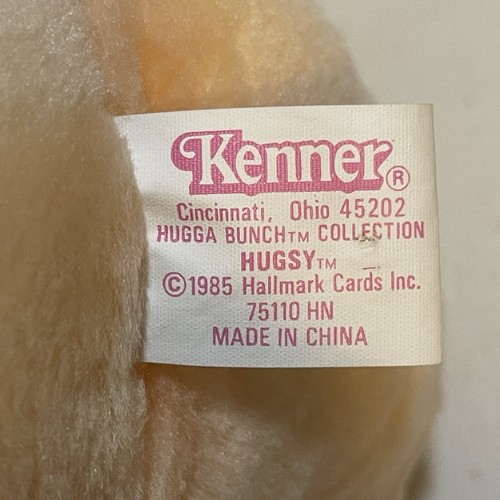 Kenner®
Cincinnati, Ohio 45202
HUGGA BUNCH™ COLLECTION
HUGSY™
©1985 Hallmark Cards Inc.
75110 HN
MADE IN CHINA